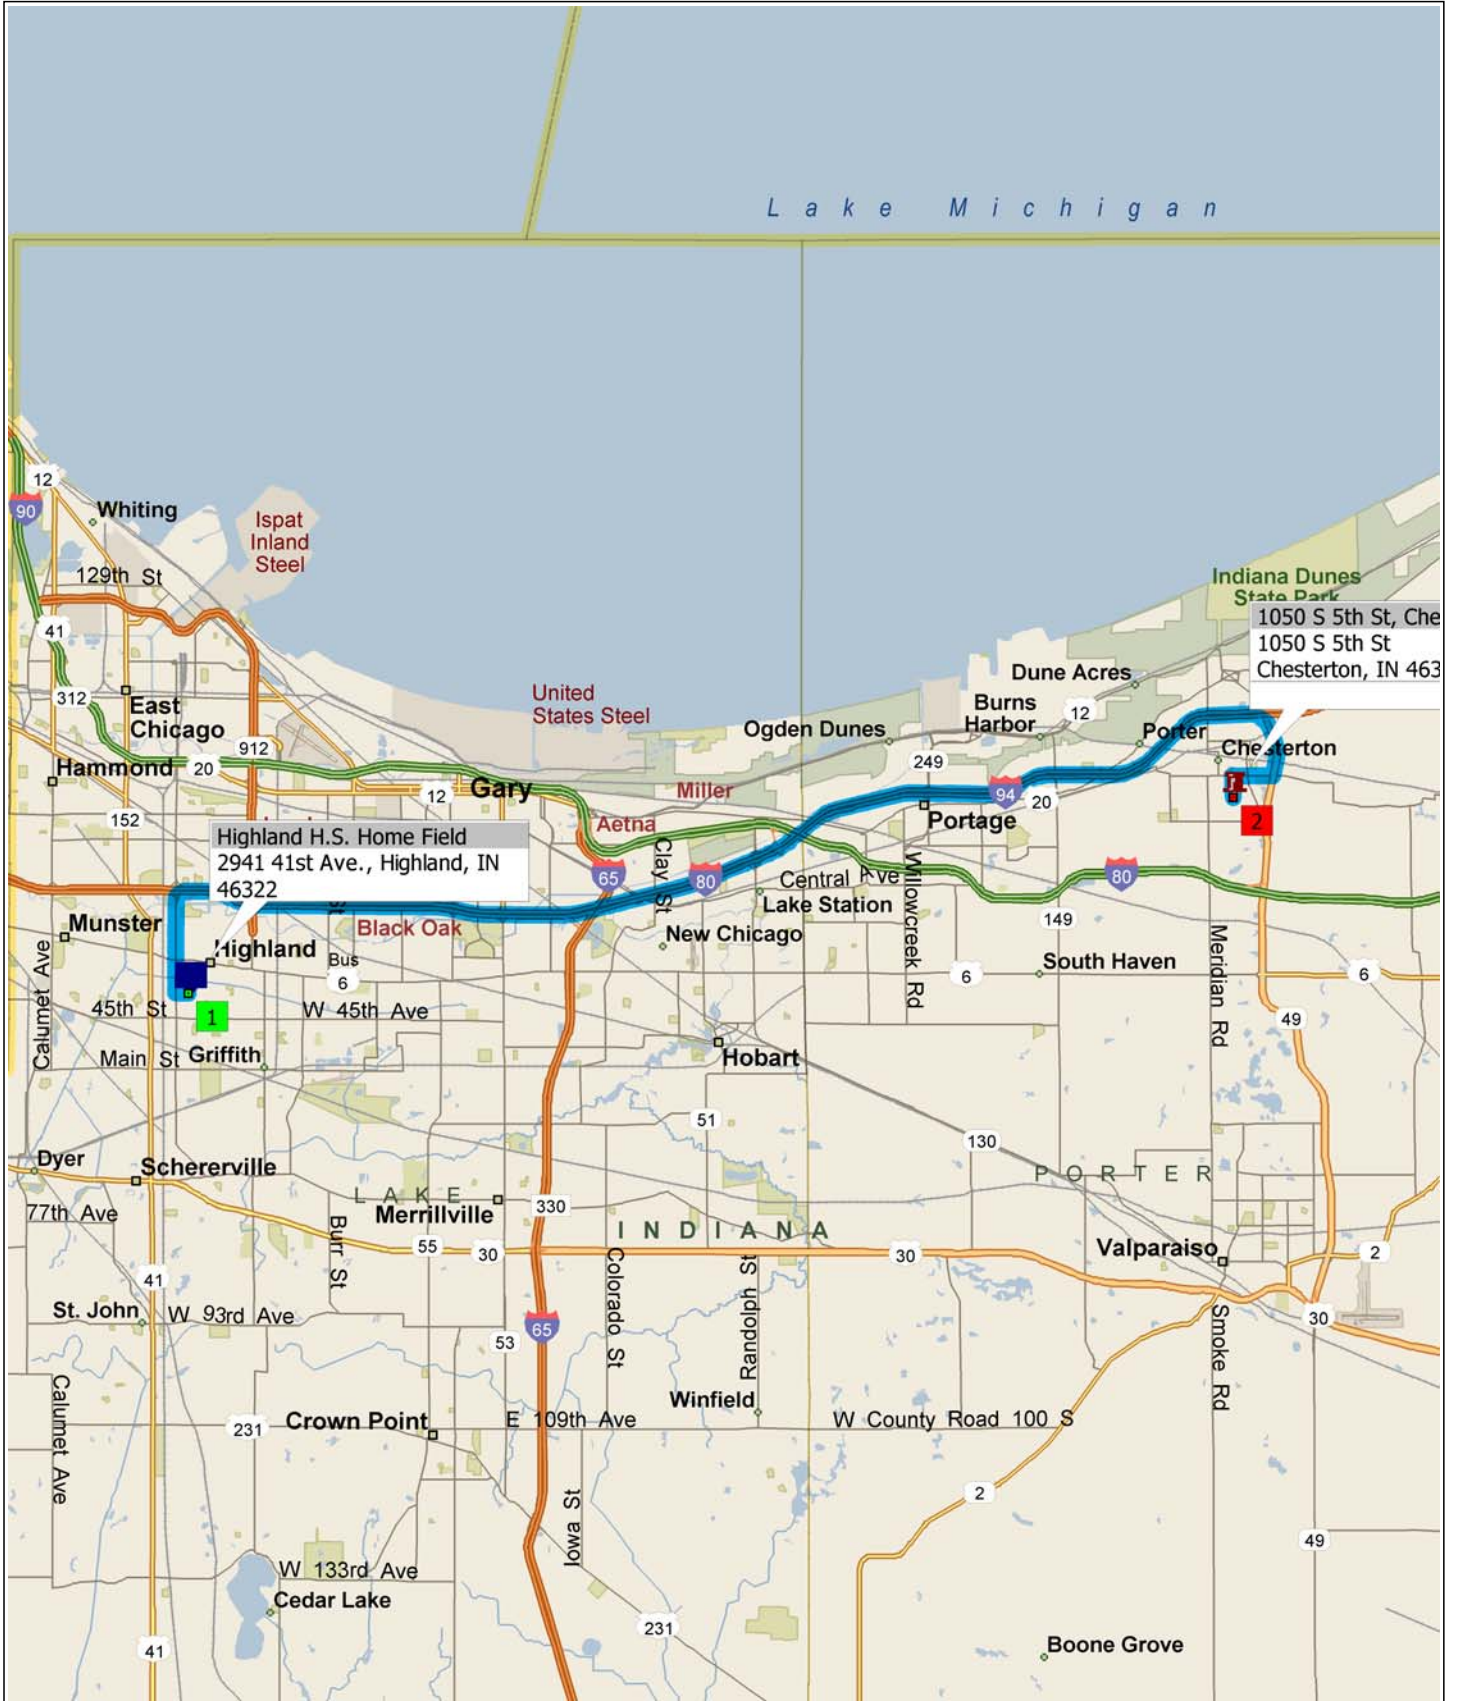 Lake Michigan
12
90
Whiting
Ispat
Inland
Steel
129th St
Indiana Dunes
State Park
1050 S 5th St, Che
1050 S 5th St
Chesterton, IN 463
41
312
East
Chicago
United
States Steel
Dune Acres
Burns
Harbor
12
Ogden Dunes
Porter
Chesterton
912
249
Hammond
20
12
Gary
Miller
94
20
152
Aetna
Portage
2
Highland H.S. Home Field
2941 41st Ave., Highland, IN
46322
Clay St
65
80
Central Ave
80
Willowcreek Rd
Lake Station
149
St
Munster
Black Oak
New Chicago
Highland
Bus
6
Calumet Ave
6
South Haven
Meridian Rd
6
45th St
1
W 45th Ave
49
Main St
Griffith
Hobart
51
130
Dyer
Schererville
LAKE
PORTER
77th Ave
Merrillville
330
INDIANA
Burr St
55
30
30
Valparaiso
2
41
Colorado St
Randolph St
St. John
W 93rd Ave
65
53
Smoke Rd
30
Calumet Ave
Winfield
231
Crown Point
E 109th Ave
W County Road 100 S
2
Iowa St
49
W 133rd Ave
Cedar Lake
231
41
Boone Grove